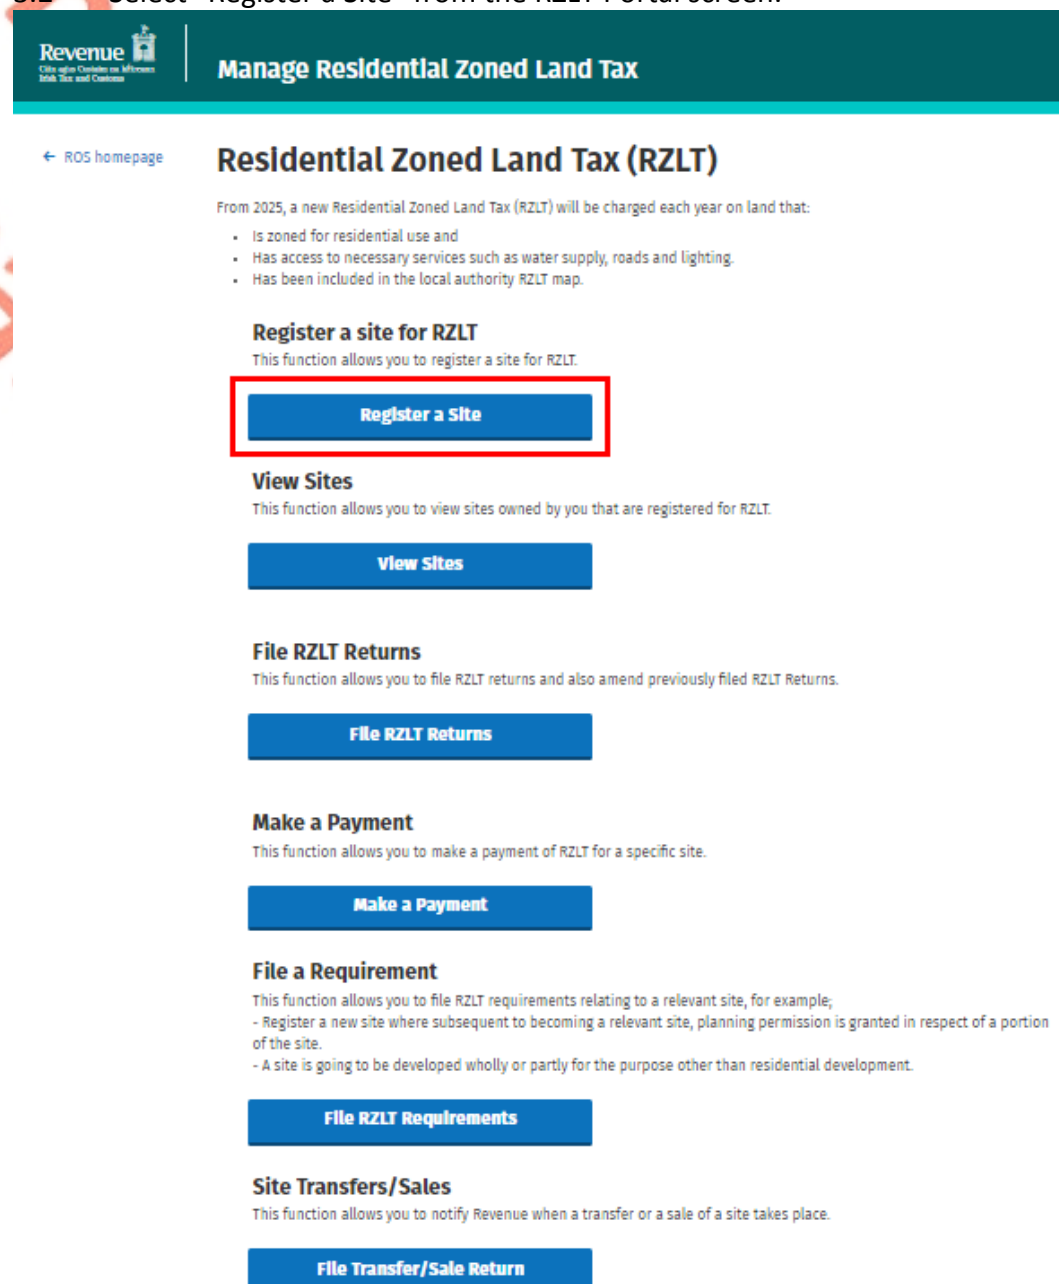 Select "Register a Site" from the RZLT Portal screen.
Revenue
Cáin agus Custaim na hÉireann
Irish Tax and Customs
Manage Residential Zoned Land Tax
← ROS homepage
Residential Zoned Land Tax (RZLT)
From 2025, a new Residential Zoned Land Tax (RZLT) will be charged each year on land that:
• Is zoned for residential use and
• Has access to necessary services such as water supply, roads and lighting.
• Has been included in the local authority RZLT map.
Register a site for RZLT
This function allows you to register a site for RZLT.
Register a Site
View Sites
This function allows you to view sites owned by you that are registered for RZLT.
View Sites
File RZLT Returns
This function allows you to file RZLT returns and also amend previously filed RZLT Returns.
File RZLT Returns
Make a Payment
This function allows you to make a payment of RZLT for a specific site.
Make a Payment
File a Requirement
This function allows you to file RZLT requirements relating to a relevant site, for example;
- Register a new site where subsequent to becoming a relevant site, planning permission is granted in respect of a portion
of the site.
- A site is going to be developed wholly or partly for the purpose other than residential development.
File RZLT Requirements
Site Transfers/Sales
This function allows you to notify Revenue when a transfer or a sale of a site takes place.
File Transfer/Sale Return